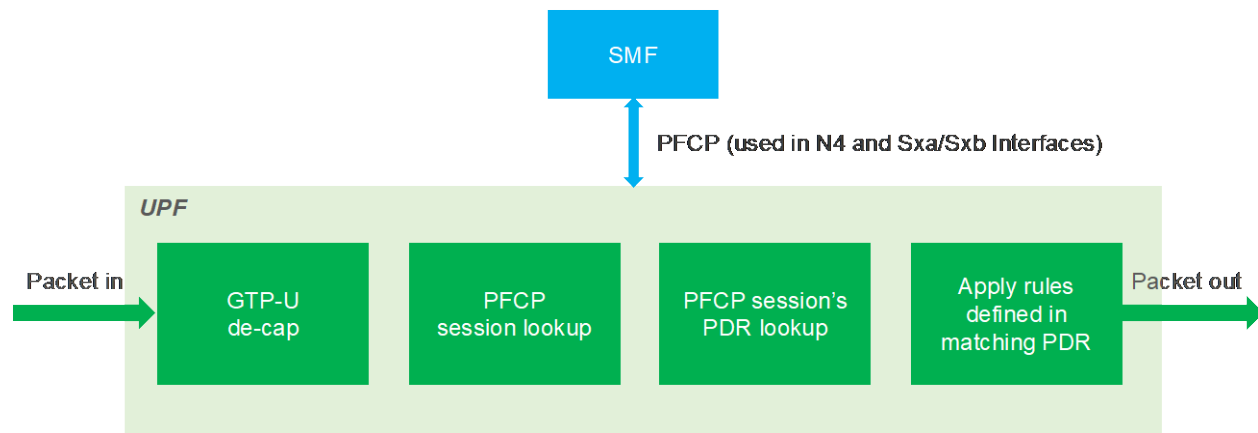 SMF
PFCP (used in N4 and Sxa/Sxb Interfaces)
UPF
Packet in
GTP-U
de-cap
PFCP
session lookup
PFCP session's
PDR lookup
Apply rules
defined in
matching PDR
Packet out